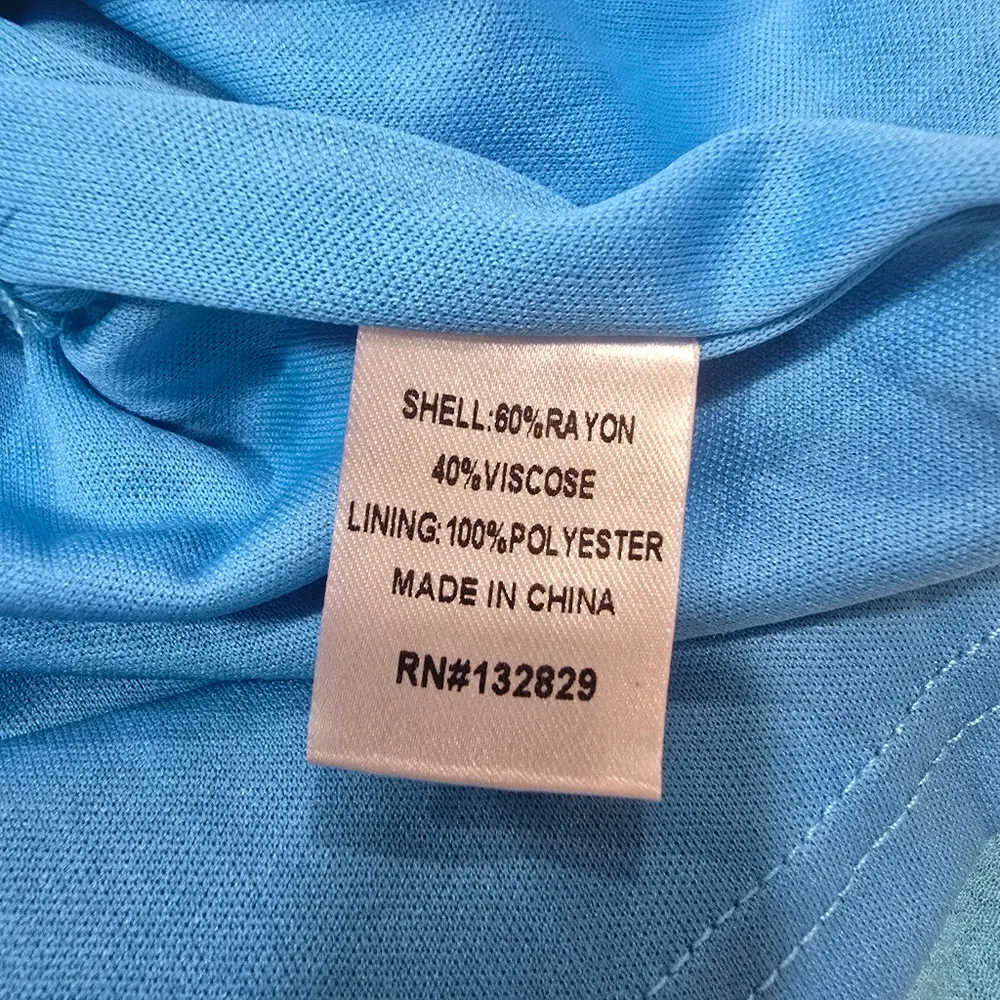 SHELL:60%RAYON
40%VISCOSE
LINING:100%POLYESTER
MADE IN CHINA
RN#132829